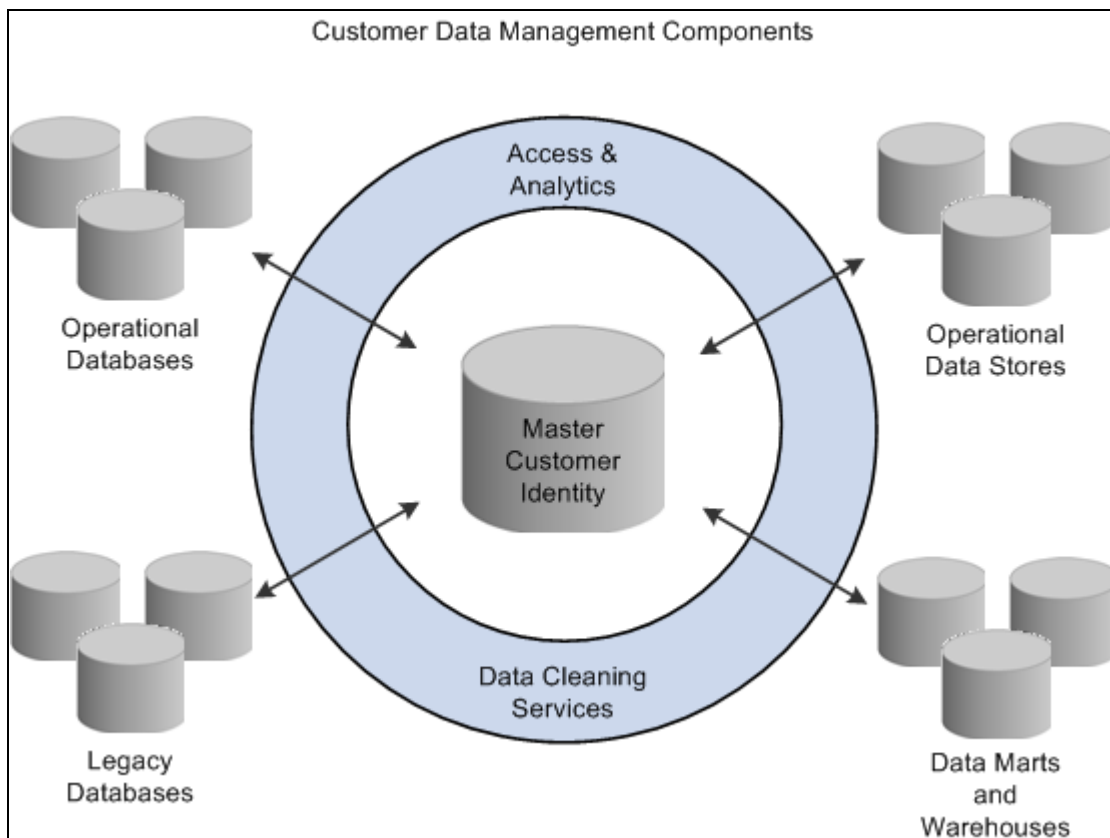 Customer Data Management Components
Access &
Analytics
Operational
Databases
Operational
Data Stores
Master
Customer
Identity
Data Cleaning
Services
Legacy
Databases
Data Marts
and
Warehouses